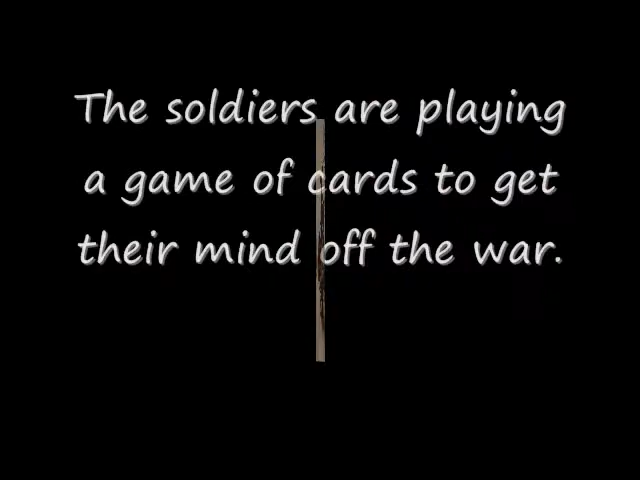 The soldiers are playing
a game of cards to get
their mind off the war.